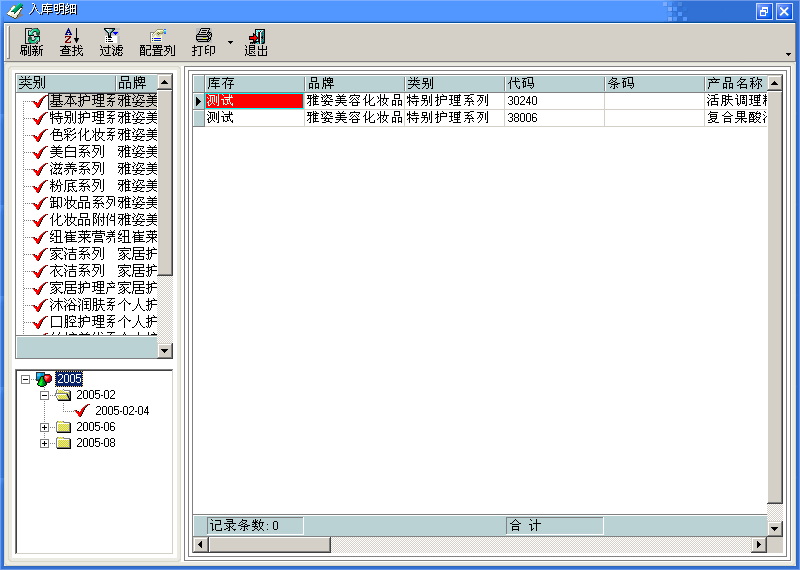 入库明细
刷新 查找 过滤 配置列 打印 退出
类别 品牌
基本护理系 雅姿美
特别护理系 雅姿美
色彩化妆系 雅姿美
美白系列 雅姿美
滋养系列 雅姿美
粉底系列 雅姿美
卸妆品系列 雅姿美
化妆品附件 雅姿美
纽崔莱营养 纽崔莱
家洁系列 家居护
衣洁系列 家居护
家居护理产 家居护
沐浴润肤系 个人护
口腔护理系 个人护
2005
2005-02
2005-02-04
2005-06
2005-08
库存 品牌 类别 代码 条码 产品名称
测试 雅姿美容化妆品 特别护理系列 30240 活肤调理
测试 雅姿美容化妆品 特别护理系列 38006 复合果酸
记录条数: 0 合 计